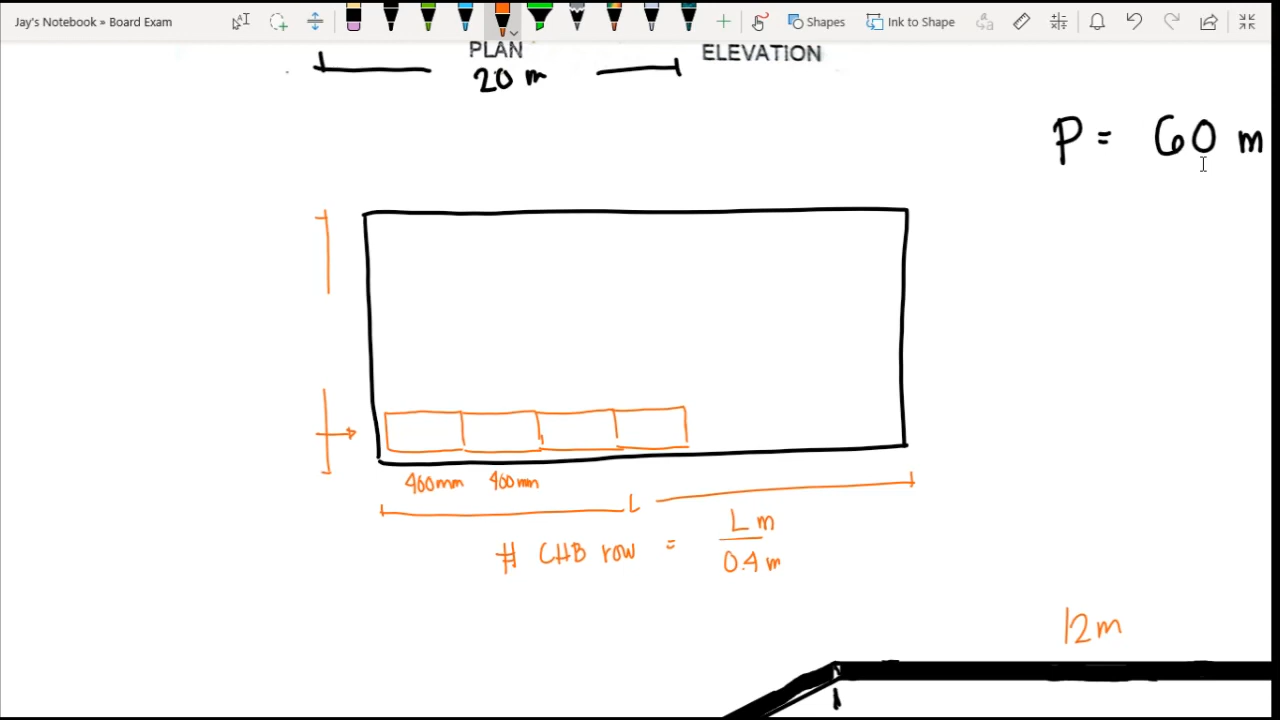 Jay's Notebook » Board Exam
Shapes
Ink to Shape
PLAN
ELEVATION
20 m
P = 60 m
400mm 400mm
L
# CHB row = L m
0.4 m
12m